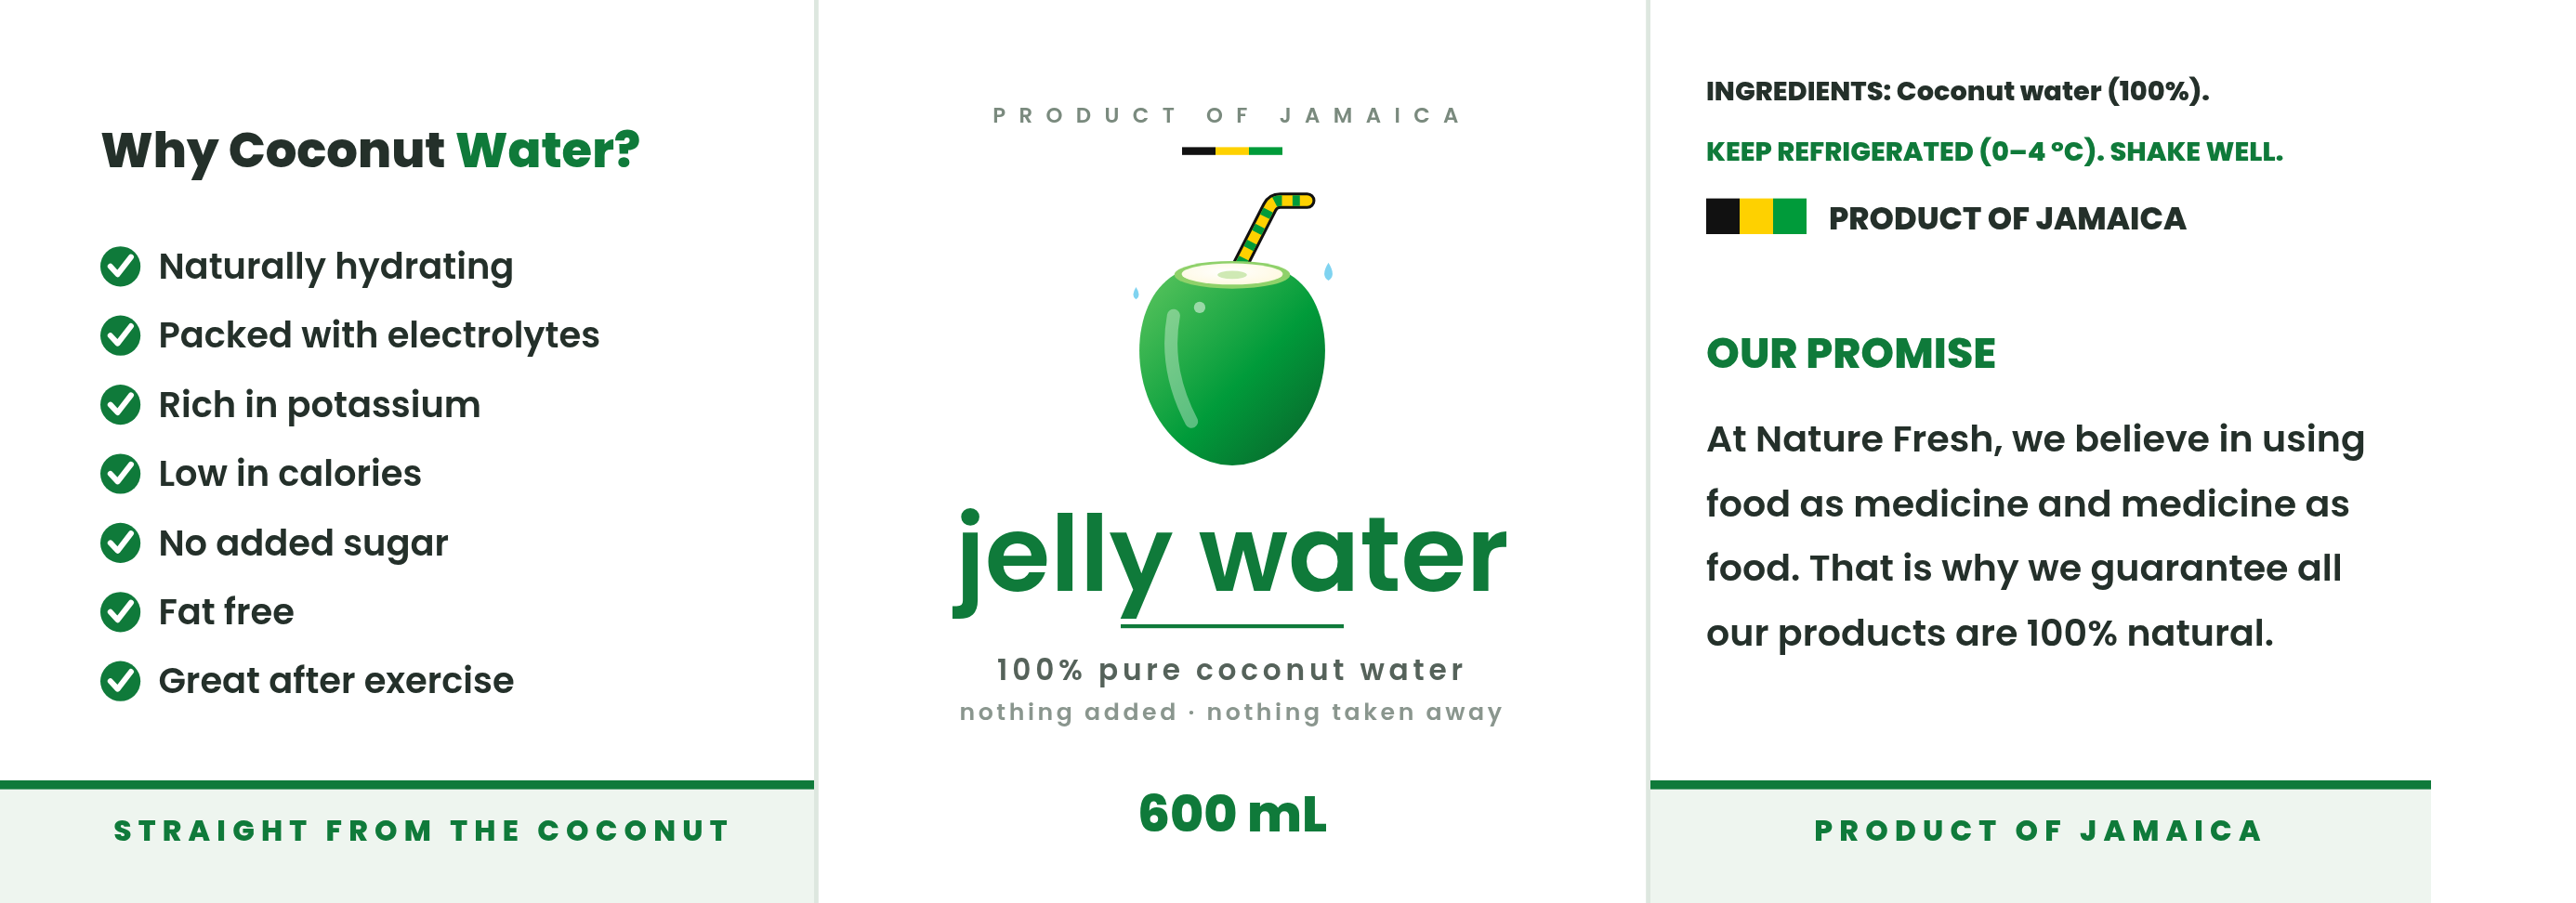 Why Coconut Water?
Naturally hydrating
Packed with electrolytes
Rich in potassium
Low in calories
No added sugar
Fat free
Great after exercise
STRAIGHT FROM THE COCONUT
PRODUCT OF JAMAICA
jelly water
100% pure coconut water
nothing added · nothing taken away
600 mL
INGREDIENTS: Coconut water (100%).
KEEP REFRIGERATED (0–4 °C). SHAKE WELL.
PRODUCT OF JAMAICA
OUR PROMISE
At Nature Fresh, we believe in using
food as medicine and medicine as
food. That is why we guarantee all
our products are 100% natural.
PRODUCT OF JAMAICA